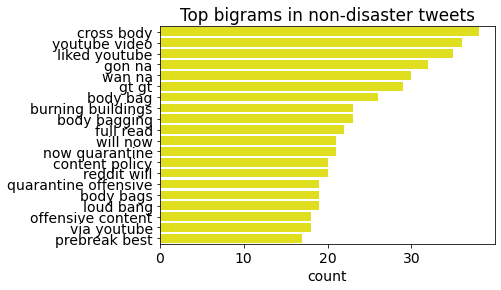 Top bigrams in non-disaster tweets
cross body
youtube video
liked youtube
gon na
wan na
gt gt
body bag
burning buildings
body bagging
full read
will now
now quarantine
content policy
reddit will
quarantine offensive
body bags
loud bang
offensive content
via youtube
prebreak best
0 10 20 30
count